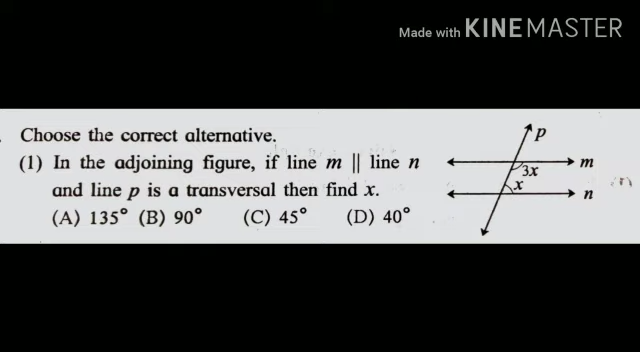 Made with KINEMASTER
Choose the correct alternative.
(1) In the adjoining figure, if line m || line n
and line p is a transversal then find x.
(A) 135° (B) 90° (C) 45° (D) 40°
p
m
3x
x
n